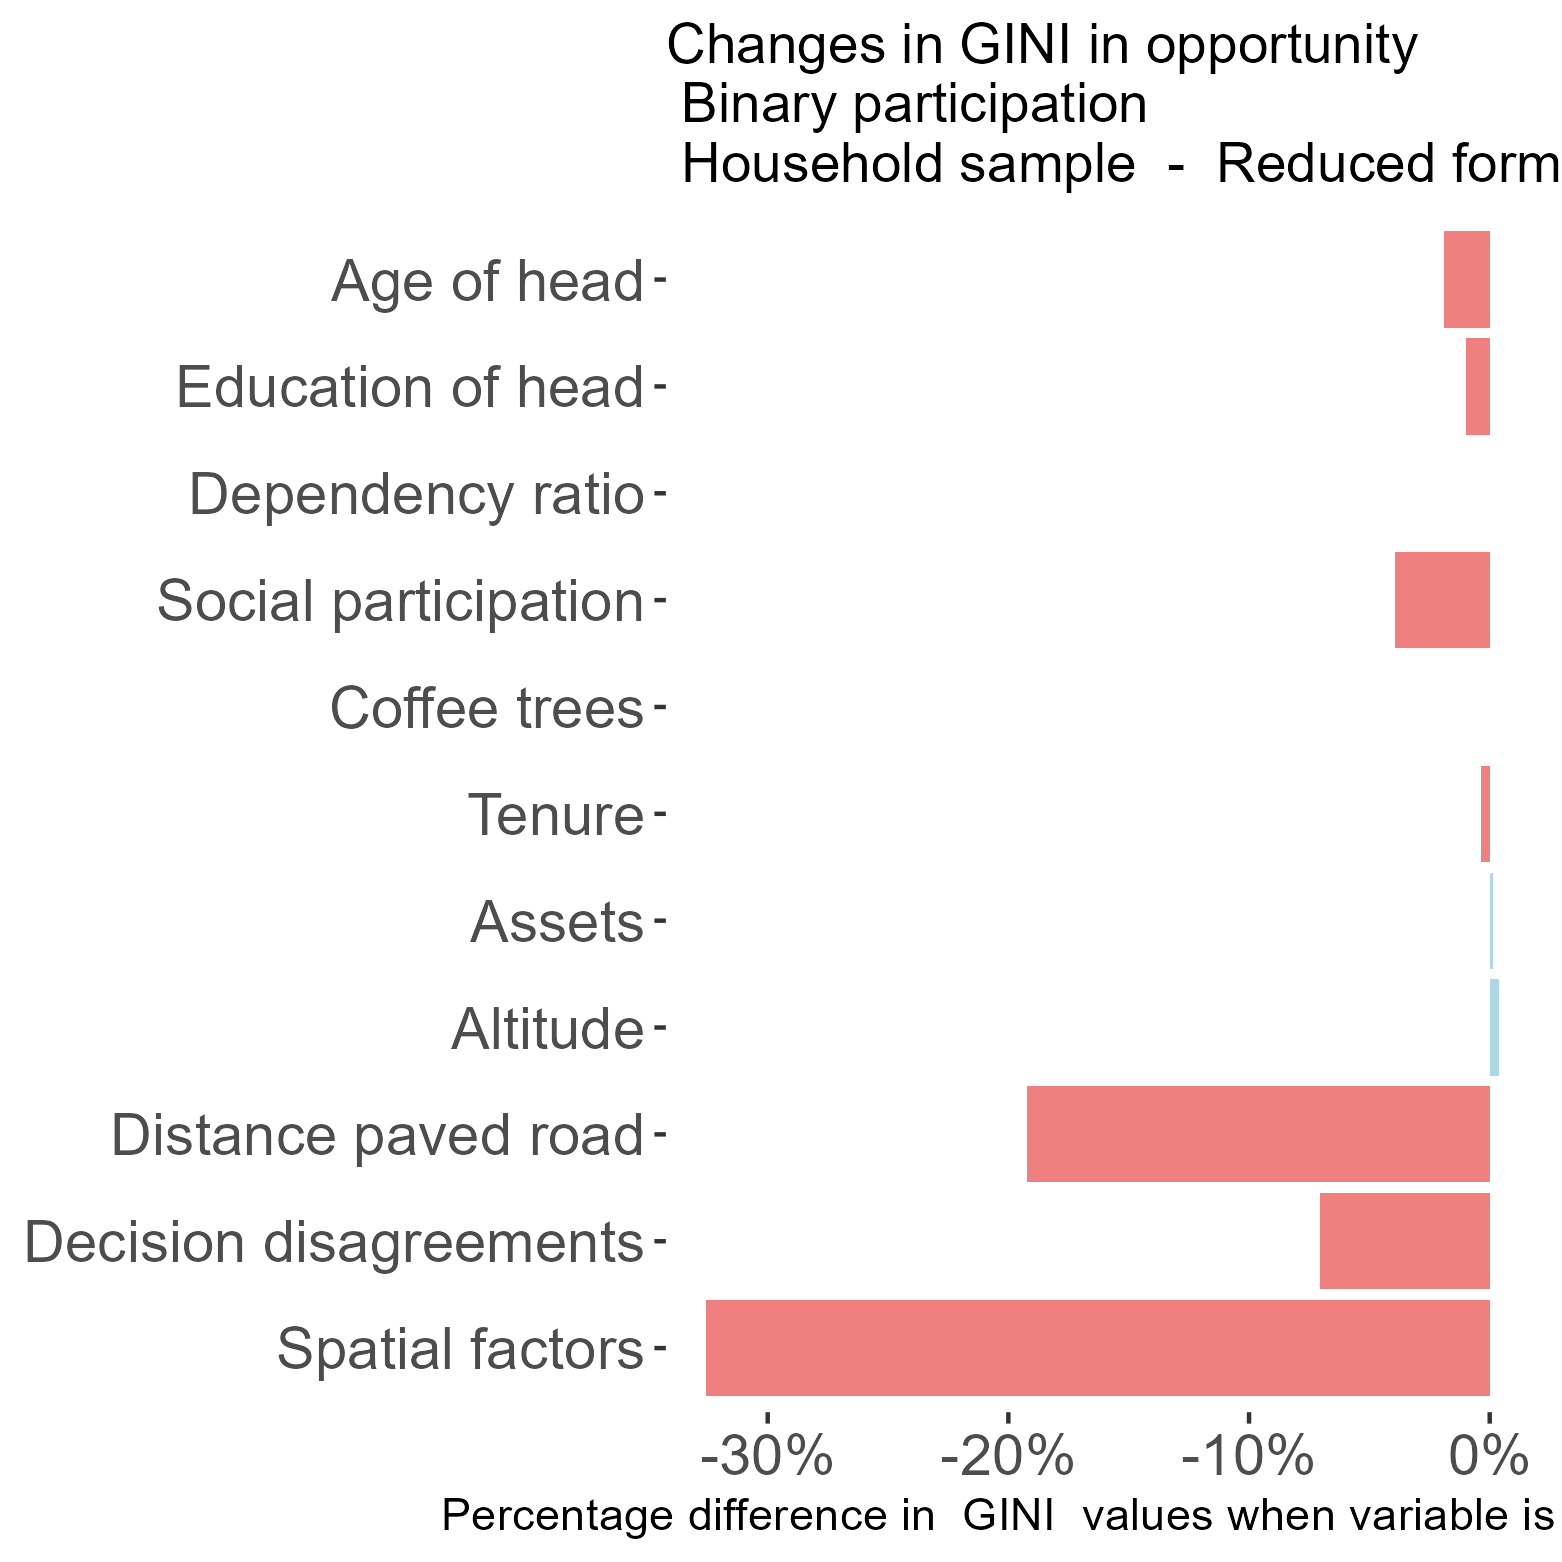 Changes in GINI in opportunity
Binary participation
Household sample - Reduced form
Age of head
Education of head
Dependency ratio
Social participation
Coffee trees
Tenure
Assets
Altitude
Distance paved road
Decision disagreements
Spatial factors
-30% -20% -10% 0%
Percentage difference in GINI values when variable is